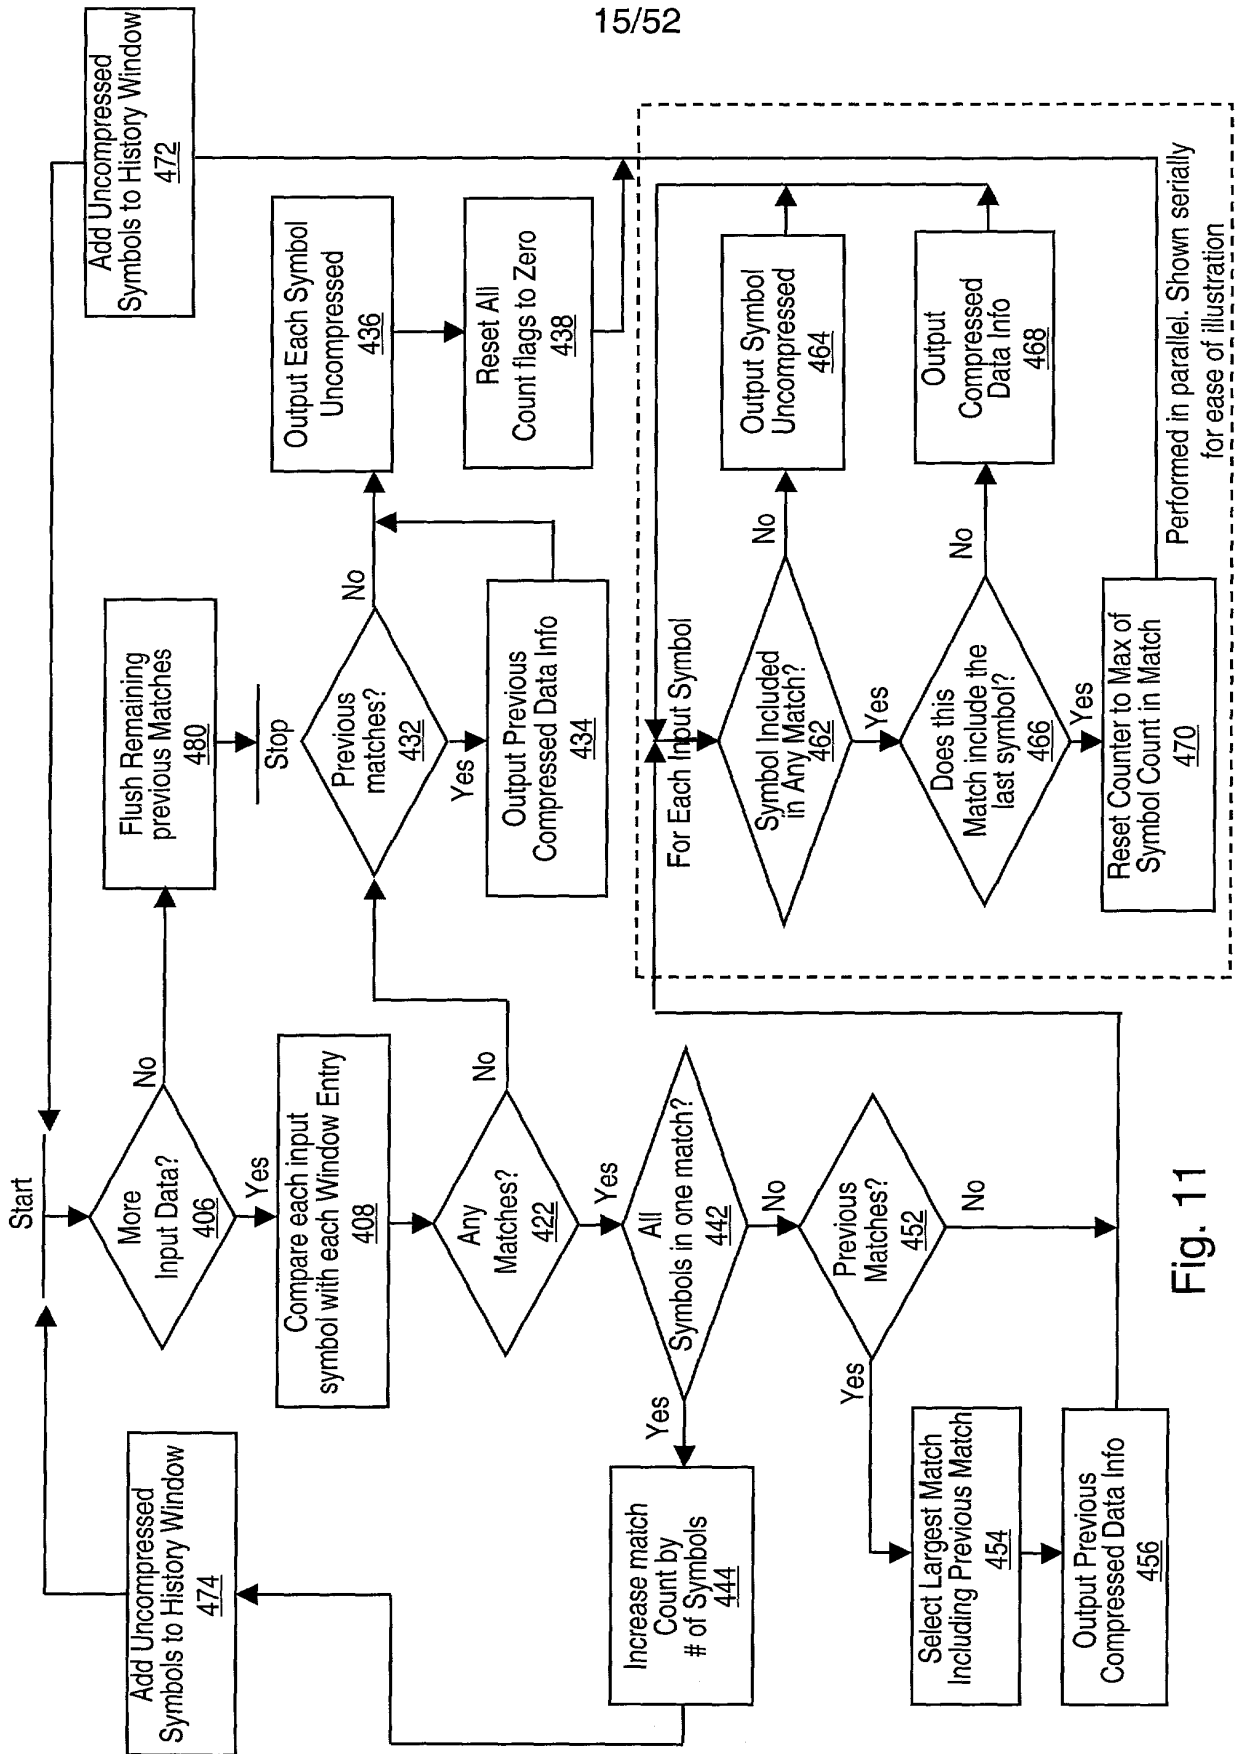 15/52
Start
More
Input Data?
406
No
Yes
Flush Remaining
previous Matches
480
Stop
Compare each input
symbol with each Window Entry
408
Any
Matches?
422
No
Yes
Previous
matches?
432
No
Yes
Output Previous
Compressed Data Info
434
Output Each Symbol
Uncompressed
436
Reset All
Count flags to Zero
438
Add Uncompressed
Symbols to History Window
472
All
Symbols in one match?
442
Yes
No
Increase match
Count by
# of Symbols
444
Add Uncompressed
Symbols to History Window
474
Previous
Matches?
452
Yes
No
Select Largest Match
Including Previous Match
454
Output Previous
Compressed Data Info
456
For Each Input Symbol
Symbol Included
in Any Match?
462
No
Yes
Output Symbol
Uncompressed
464
Does this
Match include the
last symbol?
466
No
Yes
Output
Compressed
Data Info
468
Reset Counter to Max of
Symbol Count in Match
470
Performed in parallel. Shown serially
for ease of illustration
Fig. 11